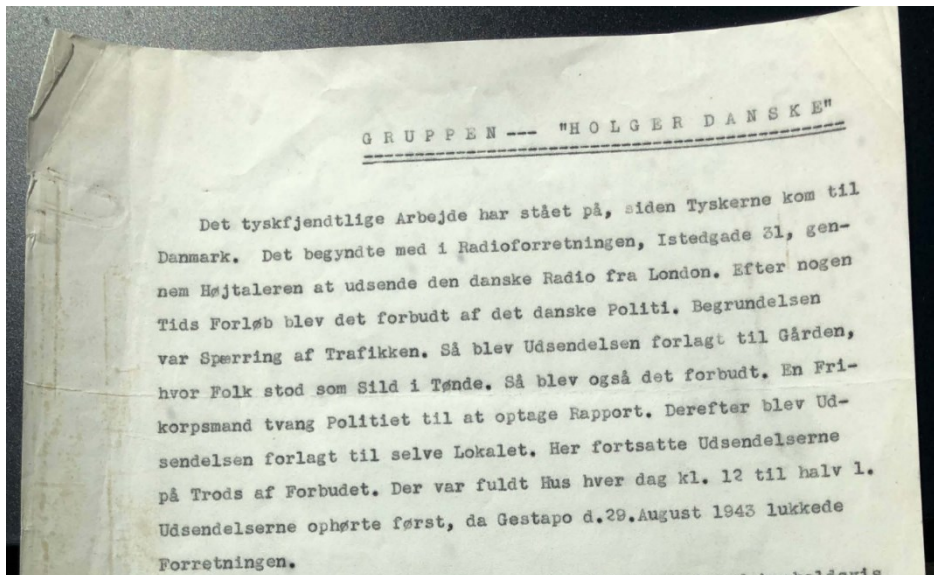 GRUPPEN --- "HOLGER DANSKE"
Det tyskfjendtlige Arbejde har stået på, siden Tyskerne kom til
Danmark. Det begyndte med i Radioforretningen, Istedgade 31, gen-
nem Højtaleren at udsende den danske Radio fra London. Efter nogen
Tids Forløb blev det forbudt af det danske Politi. Begrundelsen
var Spærring af Trafikken. Så blev Udsendelsen forlagt til Gården,
hvor Folk stod som Sild i Tønde. Så blev også det forbudt. En Fri-
korpsmand tvang Politiet til at optage Rapport. Derefter blev Ud-
sendelsen forlagt til selve Lokalet. Her fortsatte Udsendelserne
på Trods af Forbudet. Der var fuldt Hus hver dag kl. 12 til halv 1.
Udsendelserne ophørte først, da Gestapo d.29.August 1943 lukkede
Forretningen.